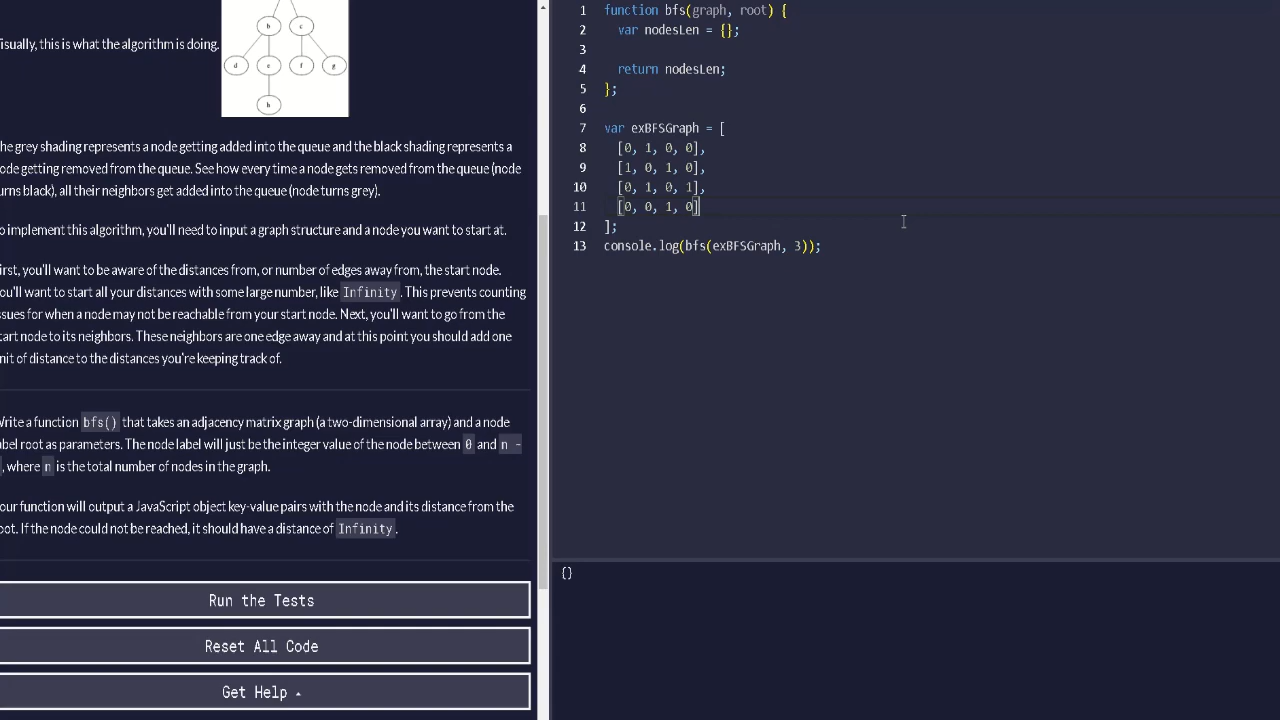 isually, this is what the algorithm is doing.
b c
d e f g
h
he grey shading represents a node getting added into the queue and the black shading represents a
ode getting removed from the queue. See how every time a node gets removed from the queue (node
urns black), all their neighbors get added into the queue (node turns grey).
o implement this algorithm, you'll need to input a graph structure and a node you want to start at.
irst, you'll want to be aware of the distances from, or number of edges away from, the start node.
ou'll want to start all your distances with some large number, like Infinity. This prevents counting
ssues for when a node may not be reachable from your start node. Next, you'll want to go from the
tart node to its neighbors. These neighbors are one edge away and at this point you should add one
nit of distance to the distances you're keeping track of.
Write a function bfs() that takes an adjacency matrix graph (a two-dimensional array) and a node
abel root as parameters. The node label will just be the integer value of the node between 0 and n -
, where n is the total number of nodes in the graph.
our function will output a JavaScript object key-value pairs with the node and its distance from the
oot. If the node could not be reached, it should have a distance of Infinity.
Run the Tests
Reset All Code
Get Help
1 function bfs(graph, root) {
2 var nodesLen = {};
3
4 return nodesLen;
5 };
6
7 var exBFSGraph = [
8 [0, 1, 0, 0],
9 [1, 0, 1, 0],
10 [0, 1, 0, 1],
11 [0, 0, 1, 0]
12 ];
13 console.log(bfs(exBFSGraph, 3));
{}